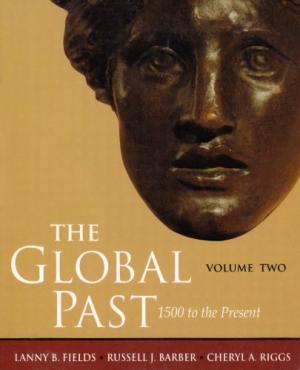 THE
GLOBAL VOLUME TWO
PAST 1500 to the Present
LANNY B. FIELDS • RUSSELL J. BARBER • CHERYL A. RIGGS